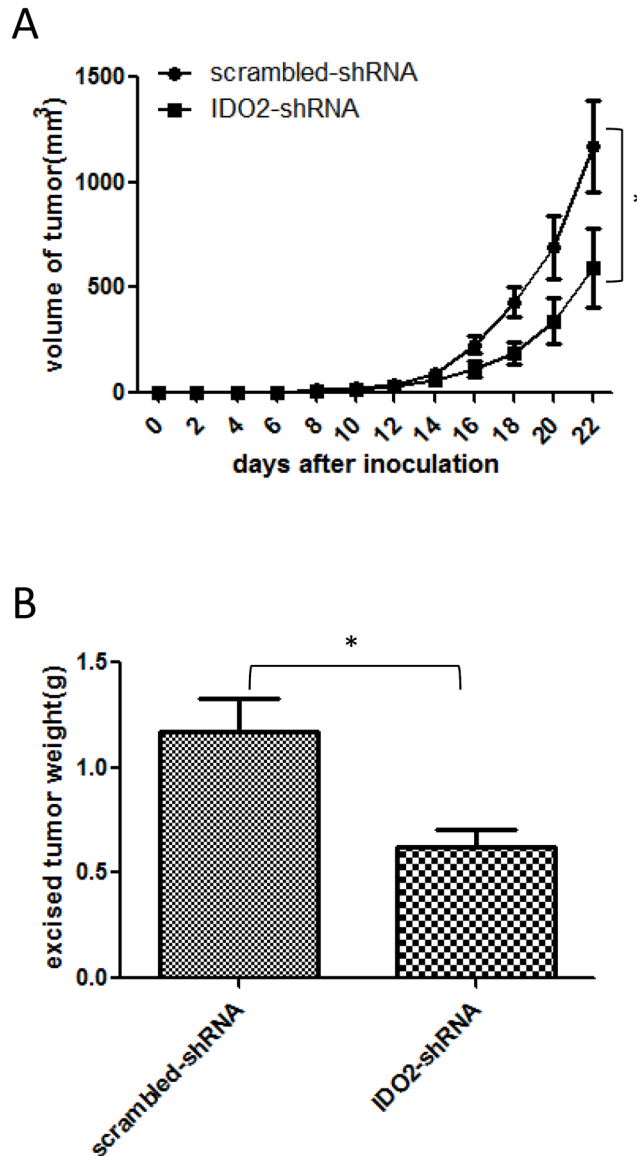 A
scrambled-shRNA
IDO2-shRNA
volume of tumor(mm3)
1500
1000
500
0
0 2 4 6 8 10 12 14 16 18 20 22
days after inoculation
*
B
excised tumor weight(g)
1.5
1.0
0.5
0.0
*
scrambled-shRNA
IDO2-shRNA